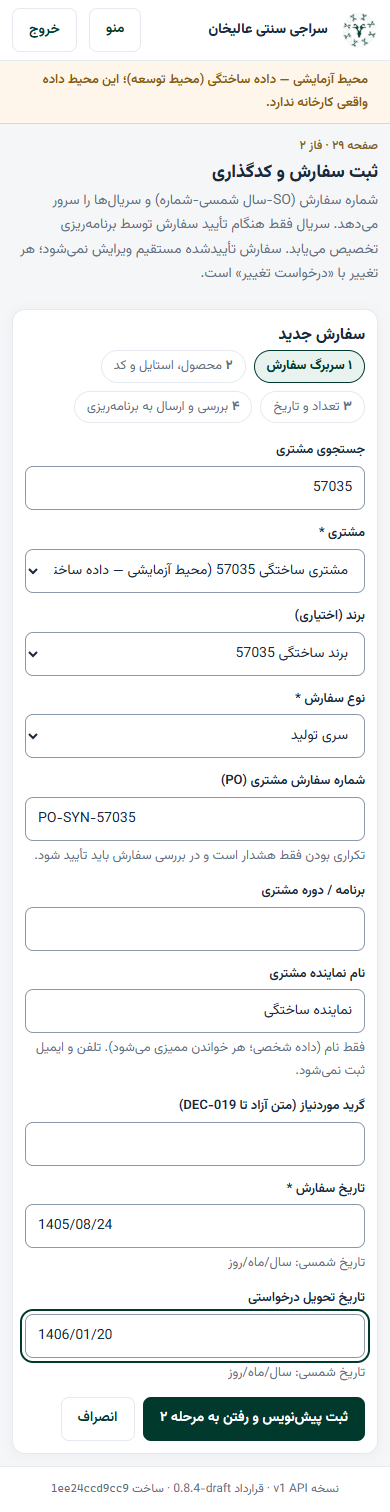 سراجی سنتی عالیخان
منو
خروج
محیط آزمایشی — داده ساختگی (محیط توسعه)؛ این محیط داده
واقعی کارخانه ندارد.
صفحه ۲۹ · فاز ۲
ثبت سفارش و کدگذاری
شماره سفارش (SO-سال شمسی-شماره) و سریال‌ها را سرور
می‌دهد. سریال فقط هنگام تأیید سفارش توسط برنامه‌ریزی
تخصیص می‌یابد. سفارش تأییدشده مستقیم ویرایش نمی‌شود؛ هر
تغییر با «درخواست تغییر» است.
سفارش جدید
۱ سربرگ سفارش
۲ محصول، استایل و کد
۳ تعداد و تاریخ
۴ بررسی و ارسال به برنامه‌ریزی
جستجوی مشتری
57035
مشتری *
مشتری ساختگی 57035 (محیط آزمایشی — داده ساخت
برند (اختیاری)
برند ساختگی 57035
نوع سفارش *
سری تولید
شماره سفارش مشتری (PO)
PO-SYN-57035
تکراری بودن فقط هشدار است و در بررسی سفارش باید تأیید شود.
برنامه / دوره مشتری
نام نماینده مشتری
نماینده ساختگی
فقط نام (داده شخصی؛ هر خواندن ممیزی می‌شود). تلفن و ایمیل
ثبت نمی‌شود.
گرید موردنیاز (متن آزاد تا DEC-019)
تاریخ سفارش *
1405/08/24
تاریخ شمسی: سال/ماه/روز
تاریخ تحویل درخواستی
1406/01/20
تاریخ شمسی: سال/ماه/روز
ثبت پیش‌نویس و رفتن به مرحله ۲
انصراف
نسخه v1 API · قرارداد 0.8.4-draft · ساخت 1ee24ccd9cc9